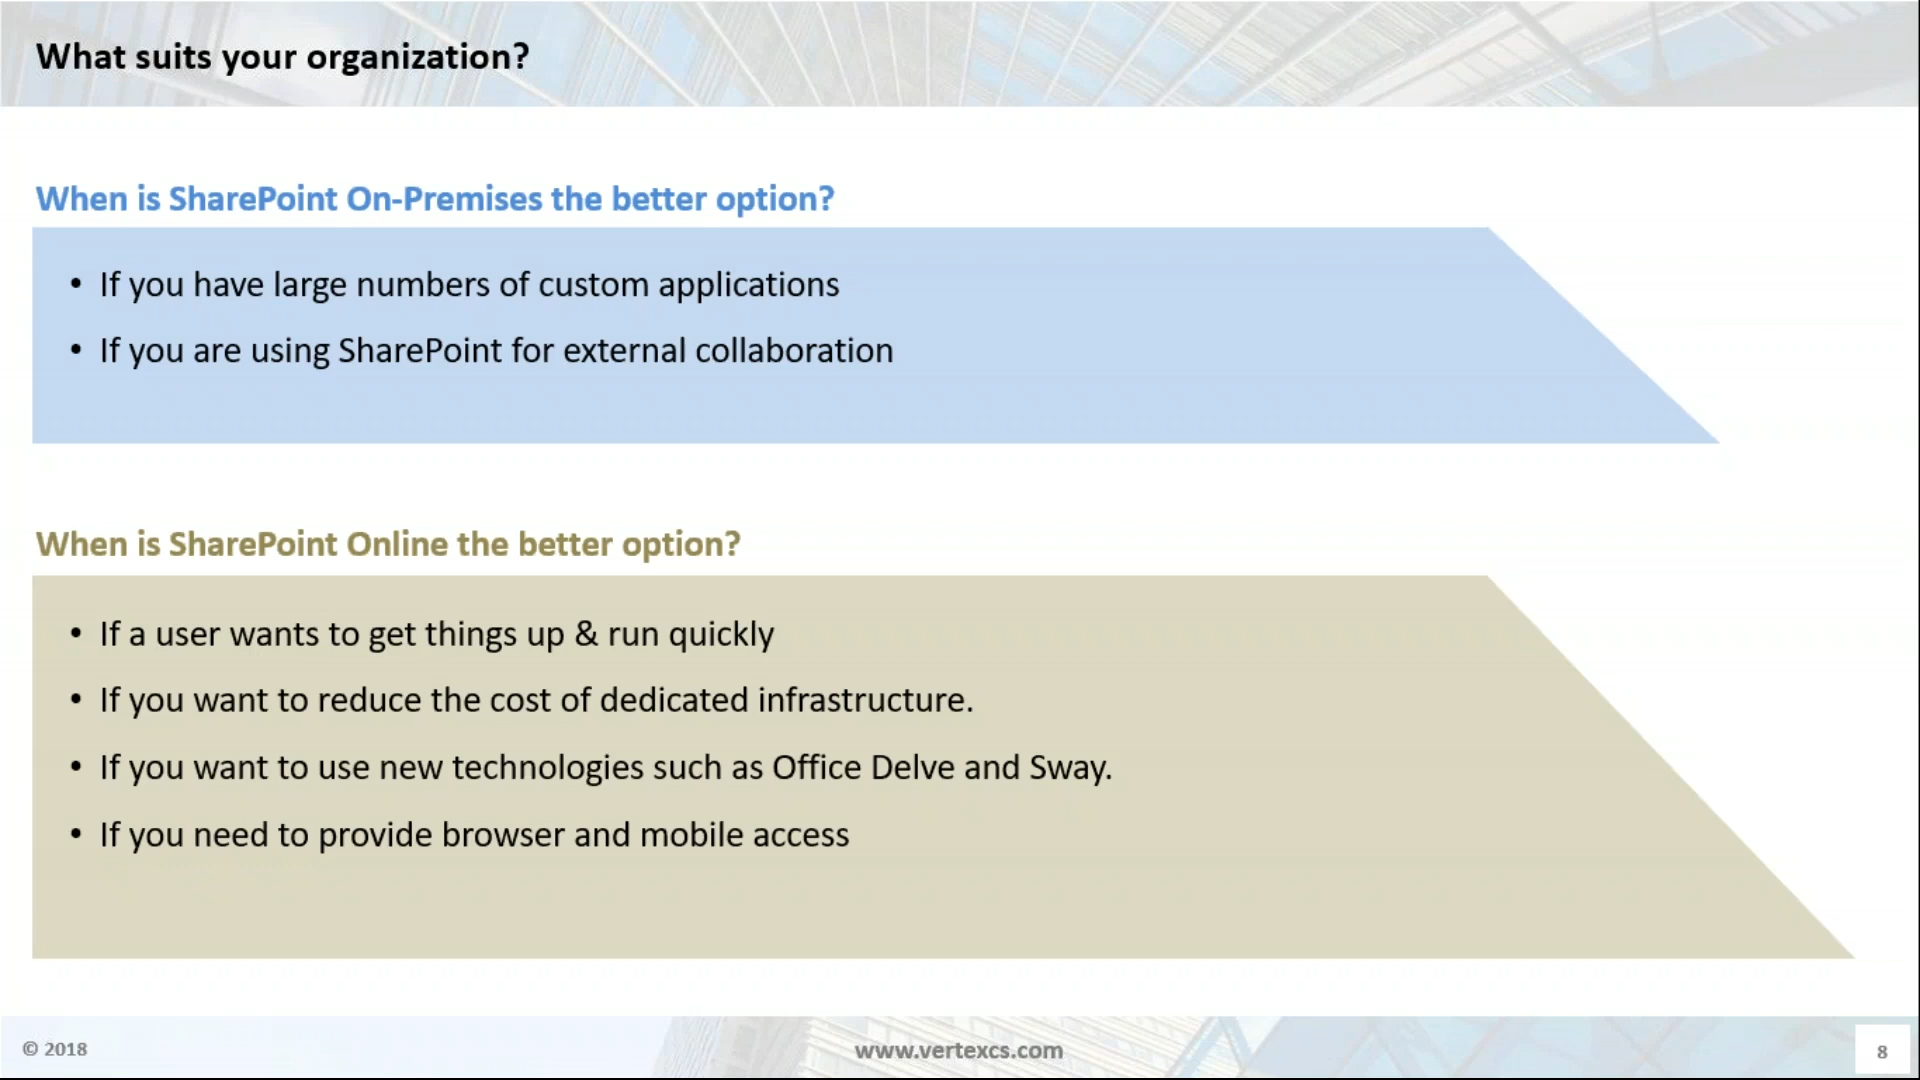 What suits your organization?
When is SharePoint On-Premises the better option?
• If you have large numbers of custom applications
• If you are using SharePoint for external collaboration
When is SharePoint Online the better option?
• If a user wants to get things up & run quickly
• If you want to reduce the cost of dedicated infrastructure.
• If you want to use new technologies such as Office Delve and Sway.
• If you need to provide browser and mobile access
© 2018
www.vertexcs.com
8